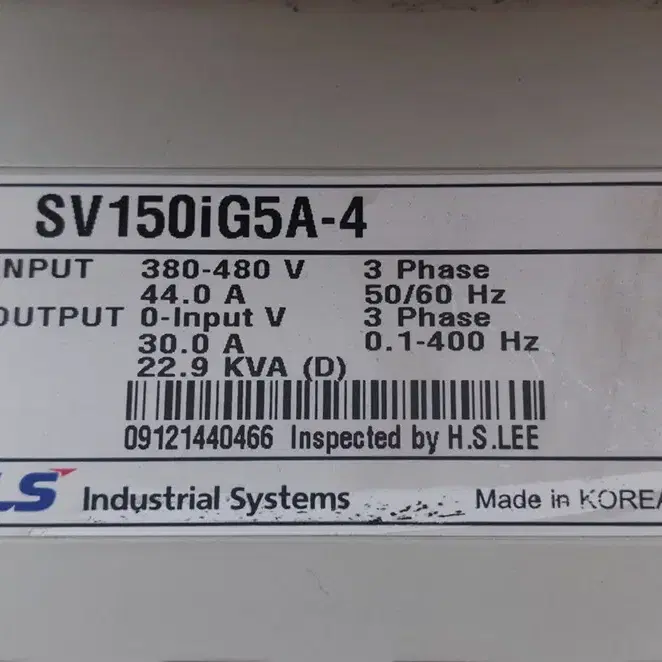 SV150iG5A-4
NPUT 380-480 V 3 Phase
44.0 A 50/60 Hz
OUTPUT 0-Input V 3 Phase
30.0 A 0.1-400 Hz
22.9 KVA (D)
09121440466 Inspected by H.S.LEE
LS Industrial Systems Made in KOREA